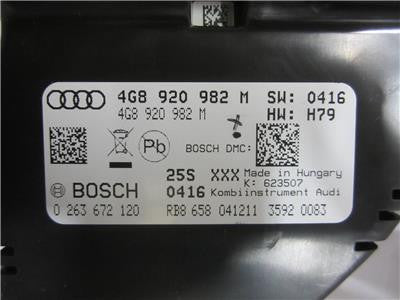 4G8 920 982 M SW: 0416
4G8 920 982 M HW: H79
Pb BOSCH DMC:
25S XXX Made in Hungary
K: 623507
BOSCH 0416 Kombiinstrument Audi
0 263 672 120 RB8 658 041211 3592 0083